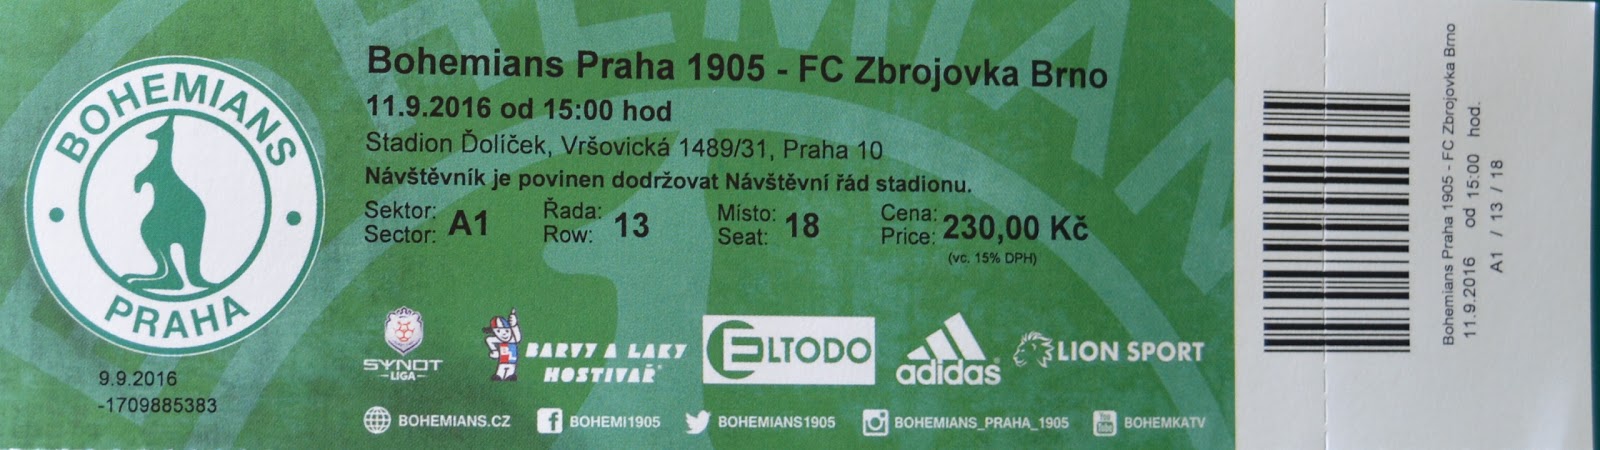 BOHEMIANS
PRAHA
9.9.2016
-1709885383
Bohemians Praha 1905 - FC Zbrojovka Brno
11.9.2016 od 15:00 hod
Stadion Ďolíček, Vršovická 1489/31, Praha 10
Návštěvník je povinen dodržovat Návštěvní řád stadionu.
Sektor: Sector: A1 Řada: Row: 13 Místo: Seat: 18 Cena: Price: 230,00 Kč
(vc. 15% DPH)
SYNOT
LIGA
BARVY A LAKY
HOSTIVAŘ
ELTODO
adidas
LION SPORT
BOHEMIANS.CZ BOHEMI1905 BOHEMIANS1905 BOHEMIANS_PRAHA_1905 You Tube BOHEMKATV
Bohemians Praha 1905 - FC Zbrojovka Brno
11.9.2016 od 15:00 hod.
A1 / 13 / 18